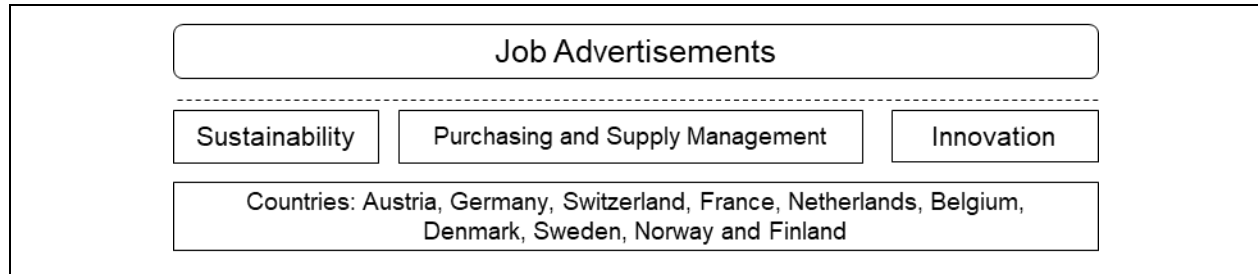 Job Advertisements
Sustainability
Purchasing and Supply Management
Innovation
Countries: Austria, Germany, Switzerland, France, Netherlands, Belgium,
Denmark, Sweden, Norway and Finland